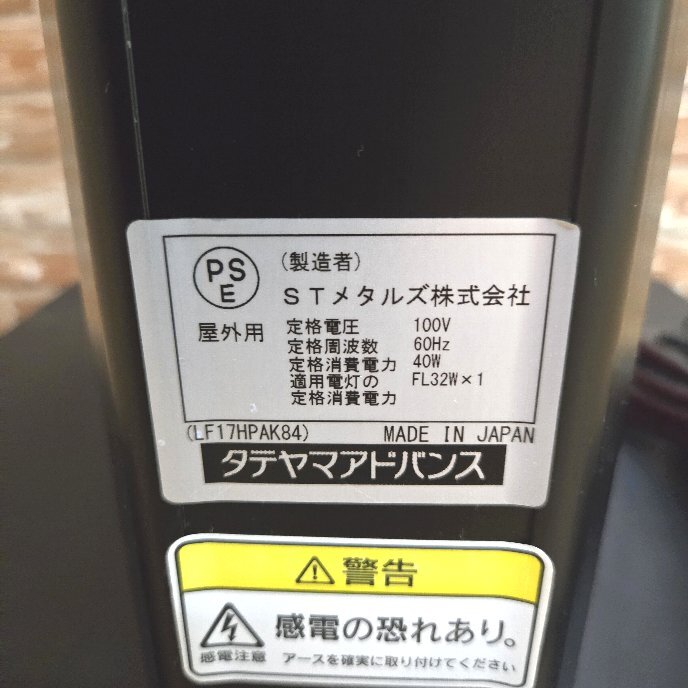 PS
E
(製造者)
STメタルズ株式会社
屋外用
定格電圧 100V
定格周波数 60Hz
定格消費電力 40W
適用電灯の FL32W×1
定格消費電力
(LF17HPAK84) MADE IN JAPAN
タテヤマアドバンス
警告
感電の恐れあり。
感電注意 アースを確実に取り付けてください